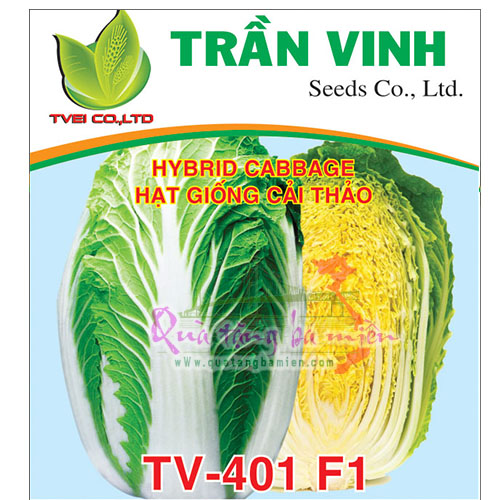 TRẦN VINH
Seeds Co., Ltd.
TVEI CO.,LTD
HYBRID CABBAGE
HẠT GIỐNG CẢI THẢO
Quà tặng ba miền
www.quatangbamien.com
TV-401 F1